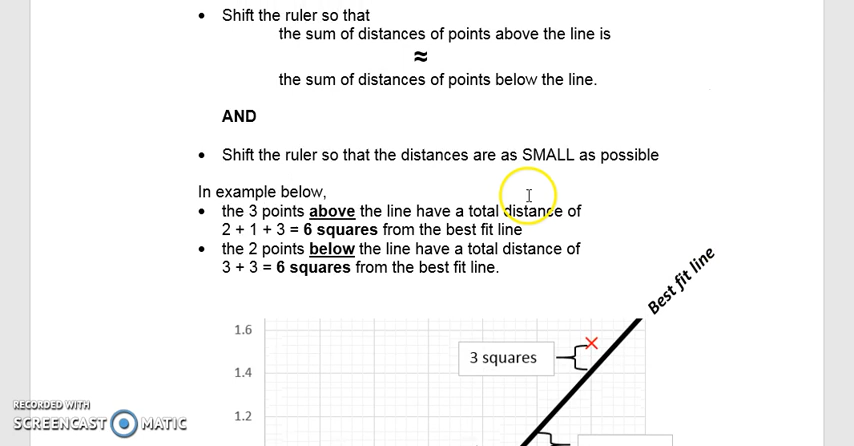 • Shift the ruler so that
the sum of distances of points above the line is
≈
the sum of distances of points below the line.
AND
• Shift the ruler so that the distances are as SMALL as possible
In example below,
• the 3 points above the line have a total distance of
2 + 1 + 3 = 6 squares from the best fit line
• the 2 points below the line have a total distance of
3 + 3 = 6 squares from the best fit line.
Best fit line
1.6
3 squares
1.4
1.2
RECORDED WITH
SCREENCAST MATIC